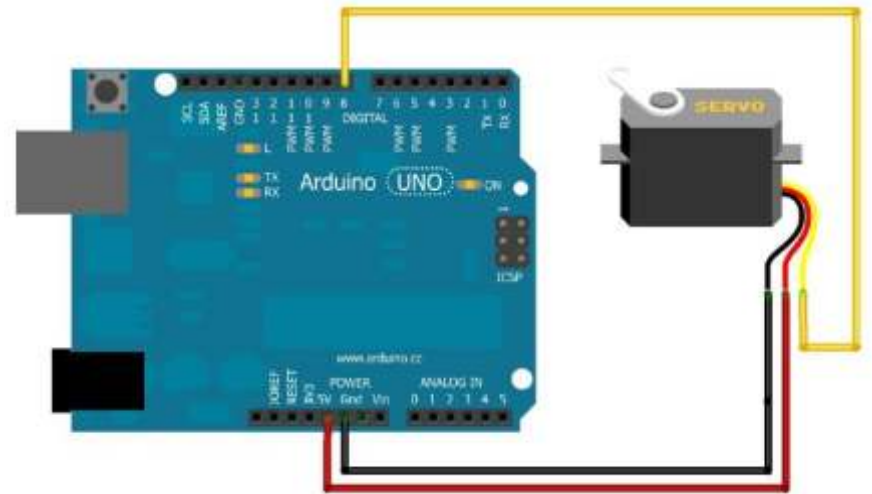 SCL
SDA
AREF
GND
13
12
11
10
9
8
7
6
5
4
3
2
1
0
PWM
PWM
PWM
DIGITAL
PWM
PWM
PWM
TX
RX
L
TX
RX
Arduino UNO
ON
ICSP
SERVO
www.arduino.cc
IOREF
RESET
3V3
POWER
5V Gnd Vin
ANALOG IN
0 1 2 3 4 5